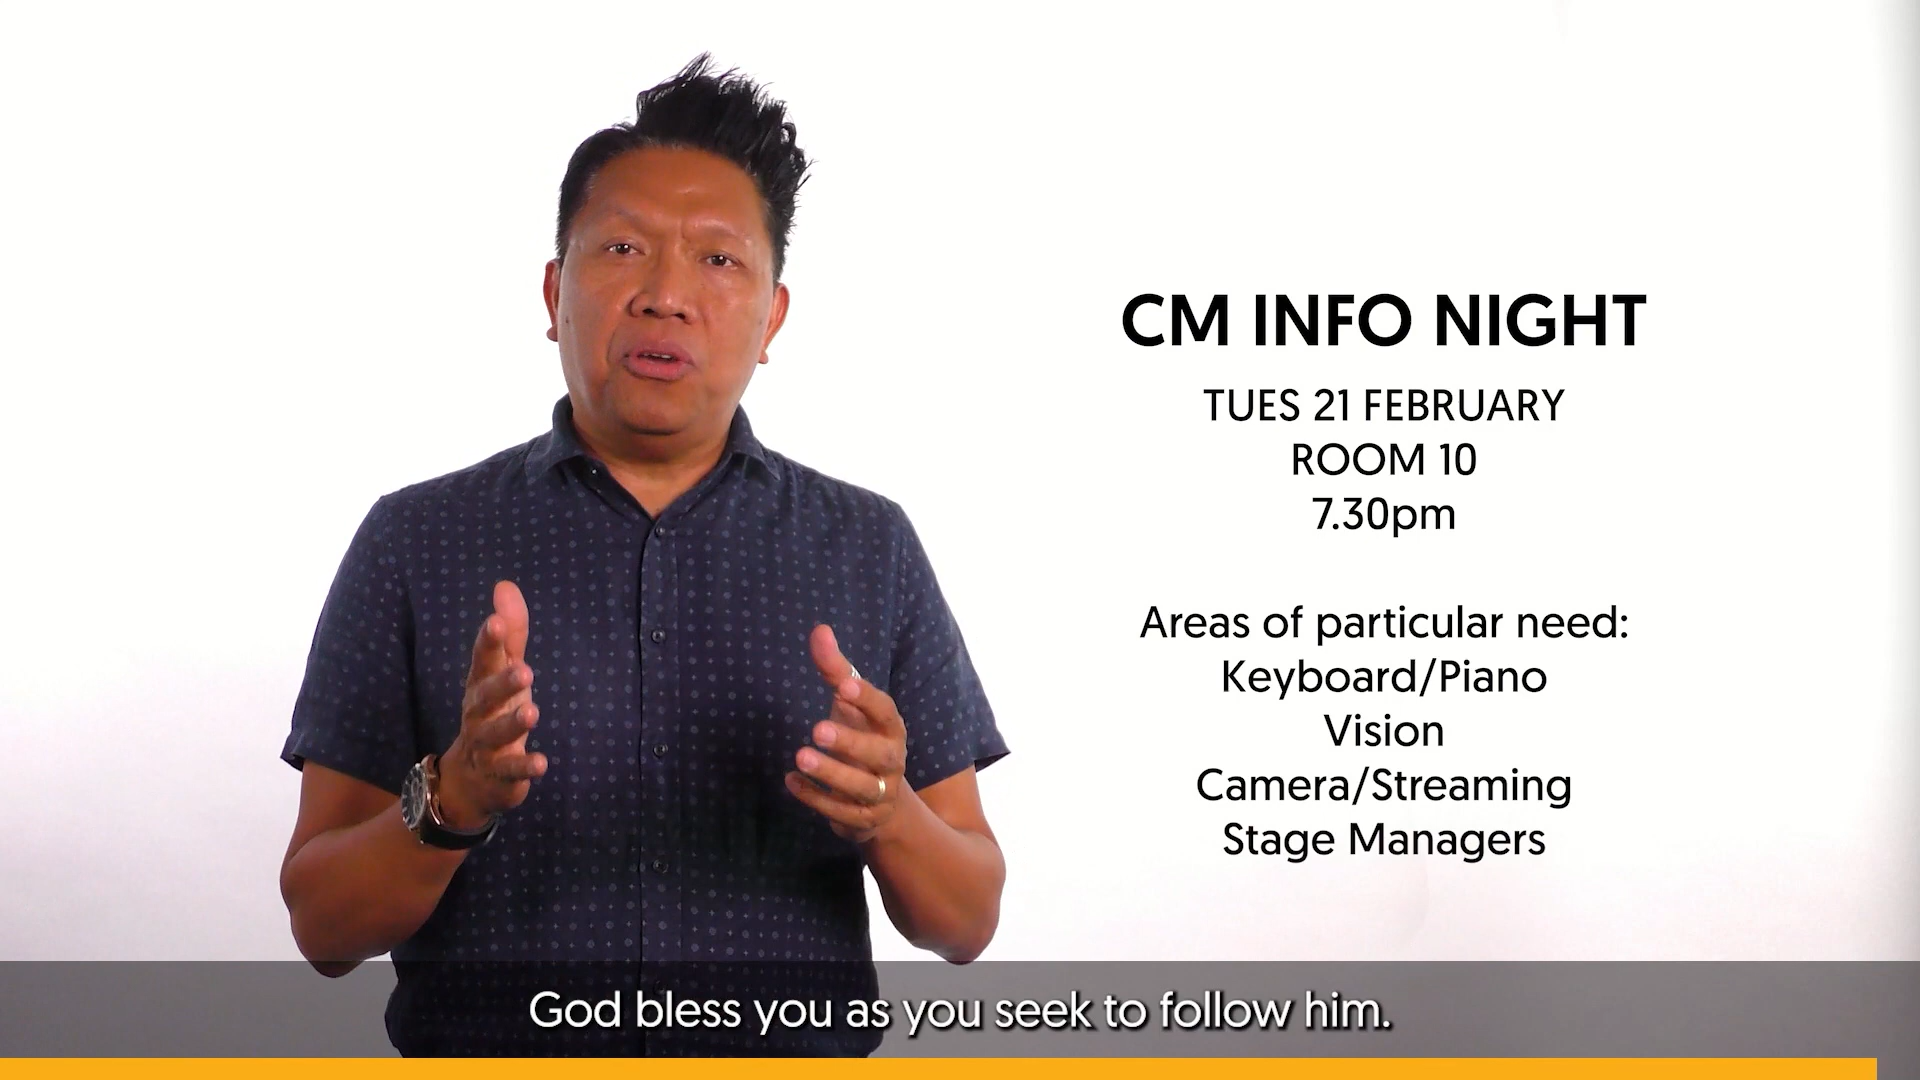 CM INFO NIGHT
TUES 21 FEBRUARY
ROOM 10
7.30pm
Areas of particular need:
Keyboard/Piano
Vision
Camera/Streaming
Stage Managers
God bless you as you seek to follow him.